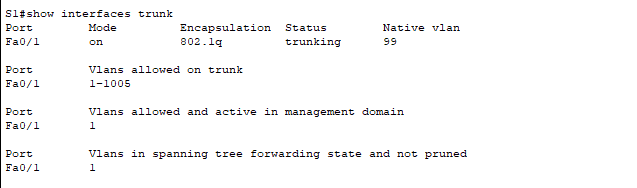 S1#show interfaces trunk
Port Mode Encapsulation Status Native vlan
Fa0/1 on 802.1q trunking 99
Port Vlans allowed on trunk
Fa0/1 1-1005
Port Vlans allowed and active in management domain
Fa0/1 1
Port Vlans in spanning tree forwarding state and not pruned
Fa0/1 1